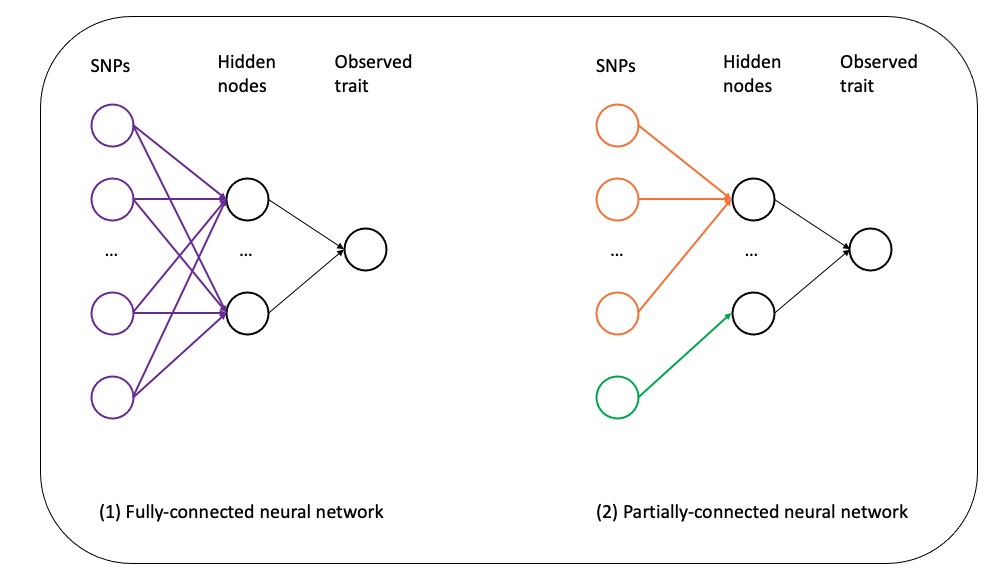 SNPs
Hidden
nodes
Observed
trait
...
...
(1) Fully-connected neural network
SNPs
Hidden
nodes
Observed
trait
...
...
(2) Partially-connected neural network